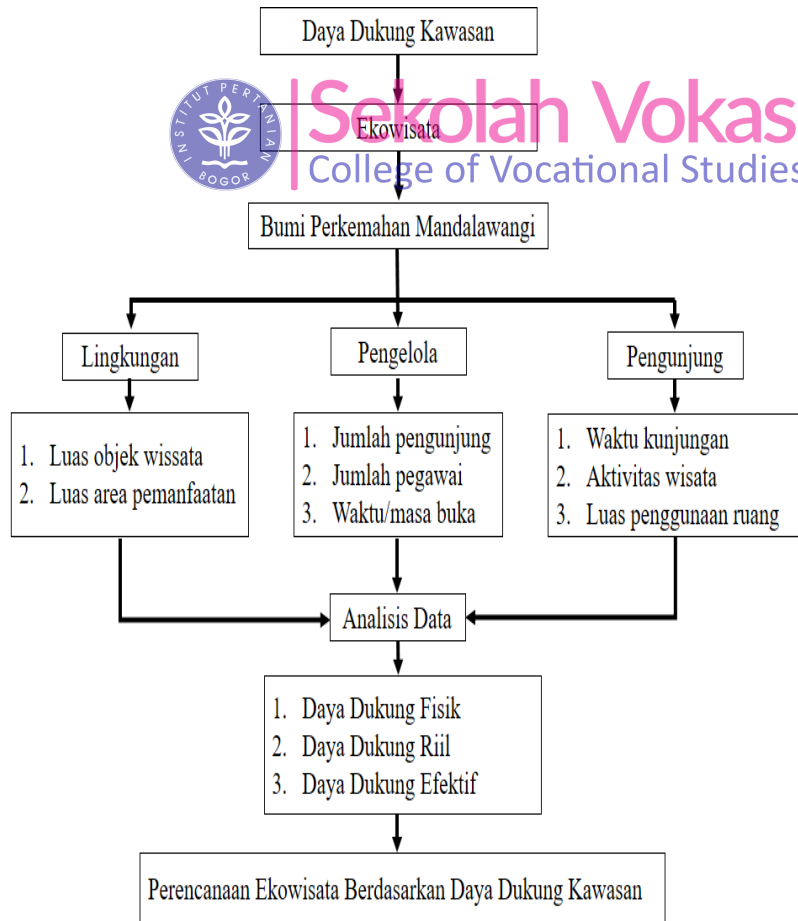 Daya Dukung Kawasan
INSTITUT PERTANIAN BOGOR
Sekolah Vokas
Ekowisata
College of Vocational Studies
Bumi Perkemahan Mandalawangi
Lingkungan
Pengelola
Pengunjung
1. Luas objek wissata
2. Luas area pemanfaatan
1. Jumlah pengunjung
2. Jumlah pegawai
3. Waktu/masa buka
1. Waktu kunjungan
2. Aktivitas wisata
3. Luas penggunaan ruang
Analisis Data
1. Daya Dukung Fisik
2. Daya Dukung Riil
3. Daya Dukung Efektif
Perencanaan Ekowisata Berdasarkan Daya Dukung Kawasan